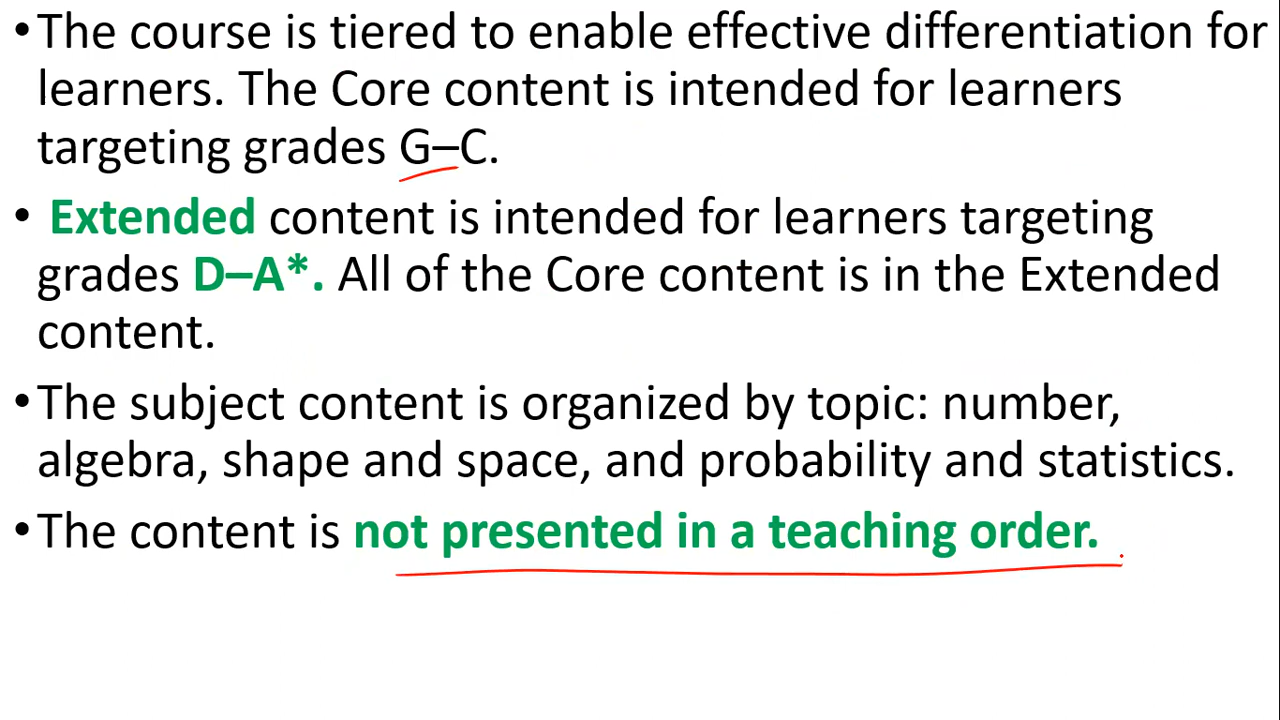 •The course is tiered to enable effective differentiation for
learners. The Core content is intended for learners
targeting grades G–C.
• Extended content is intended for learners targeting
grades D–A*. All of the Core content is in the Extended
content.
•The subject content is organized by topic: number,
algebra, shape and space, and probability and statistics.
•The content is not presented in a teaching order.